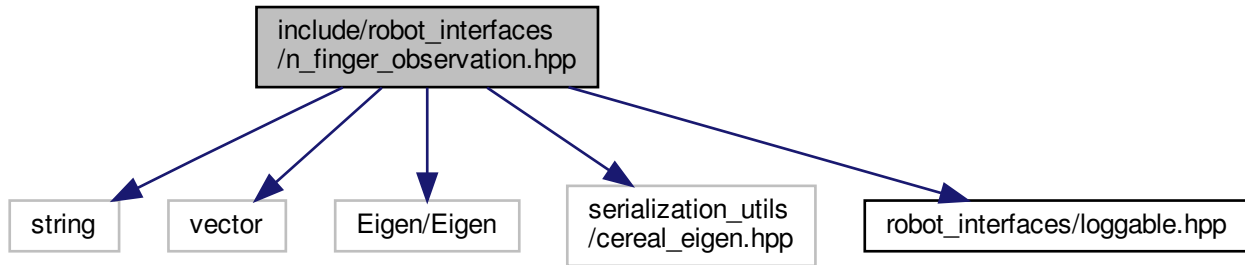 include/robot_interfaces
/n_finger_observation.hpp
string
vector
Eigen/Eigen
serialization_utils
/cereal_eigen.hpp
robot_interfaces/loggable.hpp